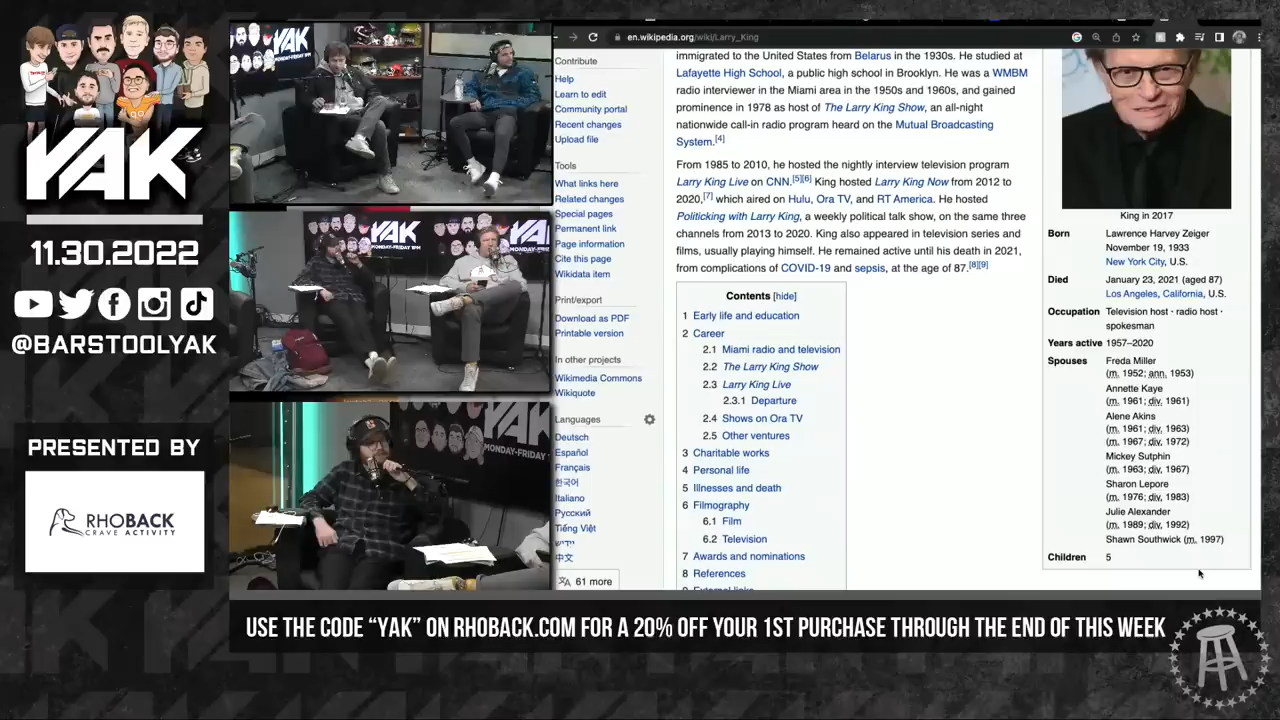 YAK
11.30.2022
@BARSTOOLYAK
PRESENTED BY
RHOBACK
CRAVE ACTIVITY
YAK
MONDAY-FRIDAY 1PM
YAK
MONDAY-FRIDAY 1PM
YAK
MONDAY-FRIDAY
en.wikipedia.org/wiki/Larry_King
Contribute
Help
Learn to edit
Community portal
Recent changes
Upload file
Tools
What links here
Related changes
Special pages
Permanent link
Page information
Cite this page
Wikidata item
Print/export
Download as PDF
Printable version
In other projects
Wikimedia Commons
Wikiquote
Languages
Deutsch
Español
Français
한국어
Italiano
Русский
Tiếng Việt
ייִדיש
中文
61 more
immigrated to the United States from Belarus in the 1930s. He studied at
Lafayette High School, a public high school in Brooklyn. He was a WMBM
radio interviewer in the Miami area in the 1950s and 1960s, and gained
prominence in 1978 as host of The Larry King Show, an all-night
nationwide call-in radio program heard on the Mutual Broadcasting
System.[4]
From 1985 to 2010, he hosted the nightly interview television program
Larry King Live on CNN.[5][6] King hosted Larry King Now from 2012 to
2020,[7] which aired on Hulu, Ora TV, and RT America. He hosted
Politicking with Larry King, a weekly political talk show, on the same three
channels from 2013 to 2020. King also appeared in television series and
films, usually playing himself. He remained active until his death in 2021,
from complications of COVID-19 and sepsis, at the age of 87.[8][9]
Contents [hide]
1 Early life and education
2 Career
2.1 Miami radio and television
2.2 The Larry King Show
2.3 Larry King Live
2.3.1 Departure
2.4 Shows on Ora TV
2.5 Other ventures
3 Charitable works
4 Personal life
5 Illnesses and death
6 Filmography
6.1 Film
6.2 Television
7 Awards and nominations
8 References
9 External links
King in 2017
Born Lawrence Harvey Zeiger
November 19, 1933
New York City, U.S.
Died January 23, 2021 (aged 87)
Los Angeles, California, U.S.
Occupation Television host · radio host ·
spokesman
Years active 1957–2020
Spouses Freda Miller
(m. 1952; ann. 1953)
Annette Kaye
(m. 1961; div. 1961)
Alene Akins
(m. 1961; div. 1963)
(m. 1967; div. 1972)
Mickey Sutphin
(m. 1963; div. 1967)
Sharon Lepore
(m. 1976; div. 1983)
Julie Alexander
(m. 1989; div. 1992)
Shawn Southwick (m. 1997)
Children 5
USE THE CODE “YAK” ON RHOBACK.COM FOR A 20% OFF YOUR 1ST PURCHASE THROUGH THE END OF THIS WEEK